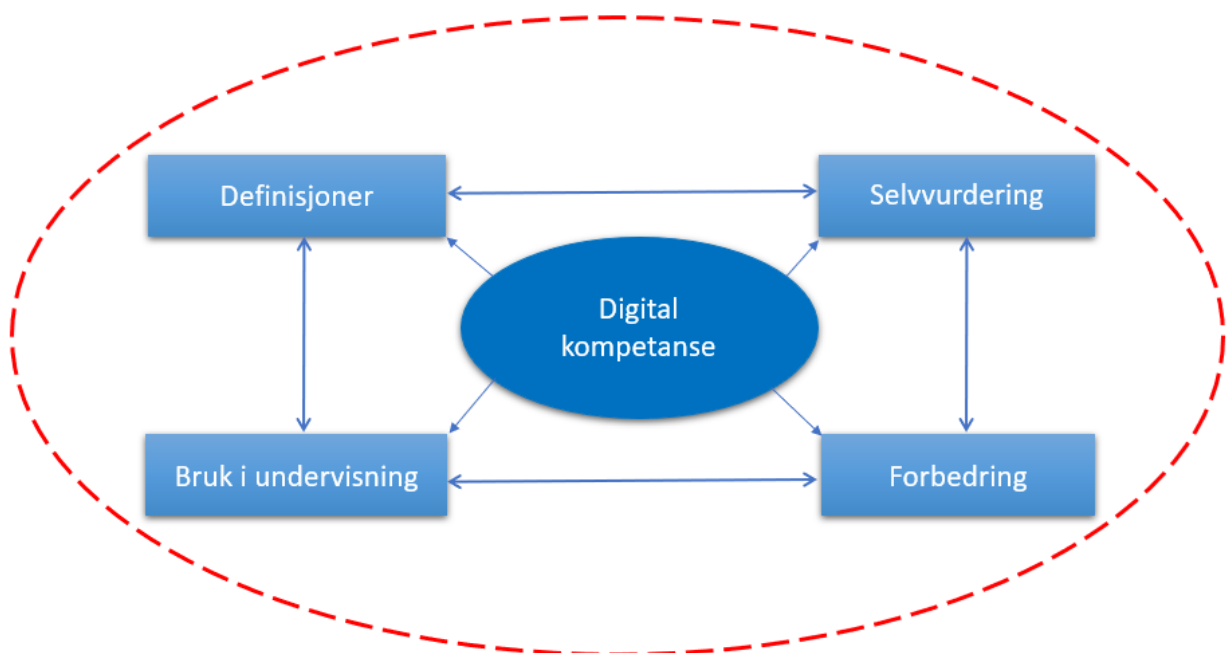 Definisjoner
Selvvurdering
Digital
kompetanse
Bruk i undervisning
Forbedring